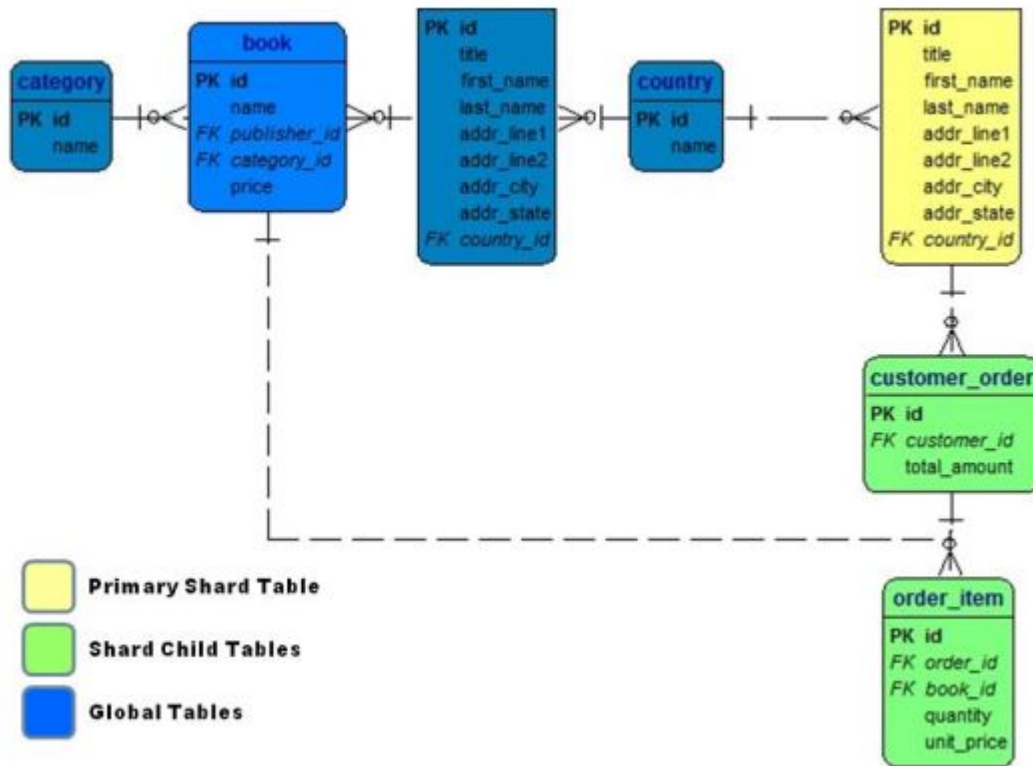 category
PK id
name
book
PK id
name
FK publisher_id
FK category_id
price
PK id
title
first_name
last_name
addr_line1
addr_line2
addr_city
addr_state
FK country_id
country
PK id
name
PK id
title
first_name
last_name
addr_line1
addr_line2
addr_city
addr_state
FK country_id
customer_order
PK id
FK customer_id
total_amount
order_item
PK id
FK order_id
FK book_id
quantity
unit_price
Primary Shard Table
Shard Child Tables
Global Tables